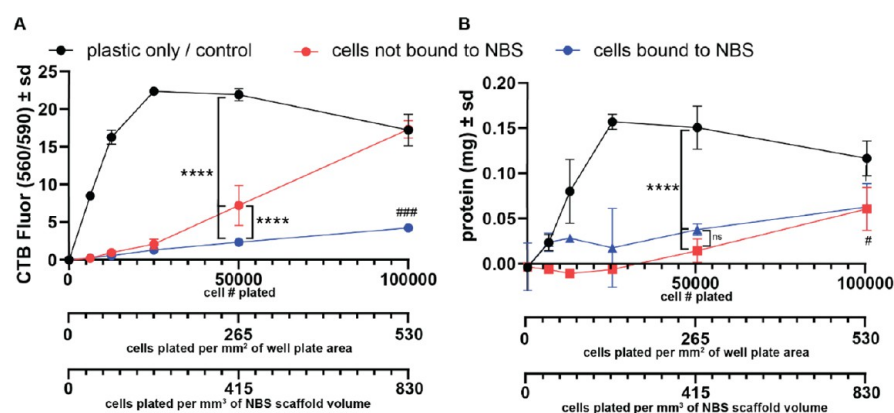 A
B
plastic only / control
cells not bound to NBS
cells bound to NBS
CTB Fluor (560/590) ± sd
25
20
15
10
5
0
****
****
###
0
50000
100000
cell # plated
0
265
530
cells plated per mm² of well plate area
0
415
830
cells plated per mm³ of NBS scaffold volume
protein (mg) ± sd
0.20
0.15
0.10
0.05
0.00
****
ns
#
0
50000
100000
cell # plated
0
265
530
cells plated per mm² of well plate area
0
415
830
cells plated per mm³ of NBS scaffold volume